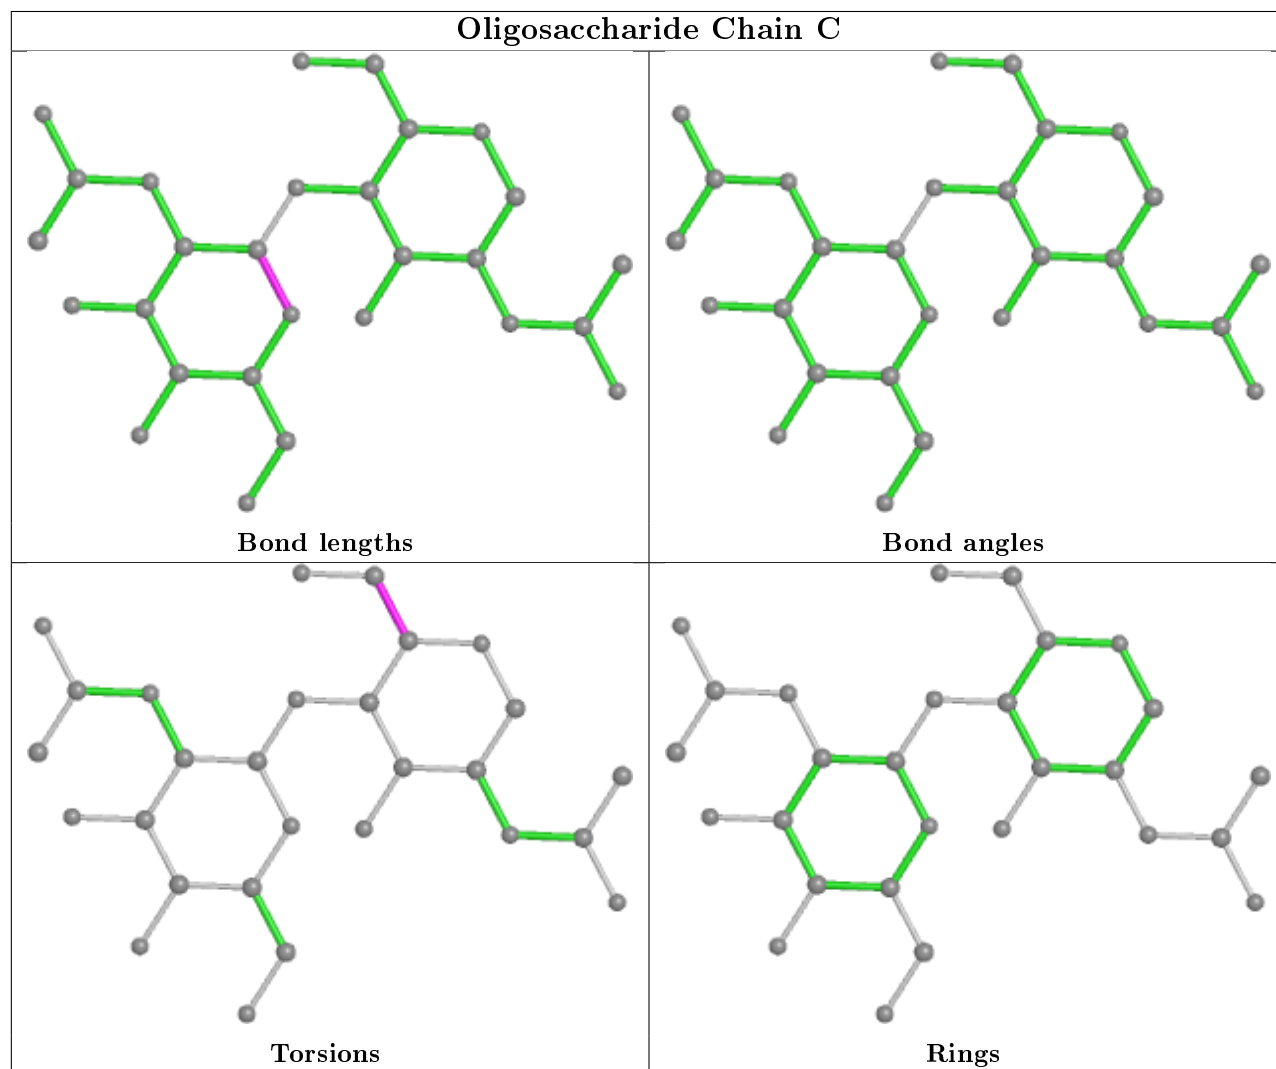 Oligosaccharide Chain C
Bond lengths
Bond angles
Torsions
Rings